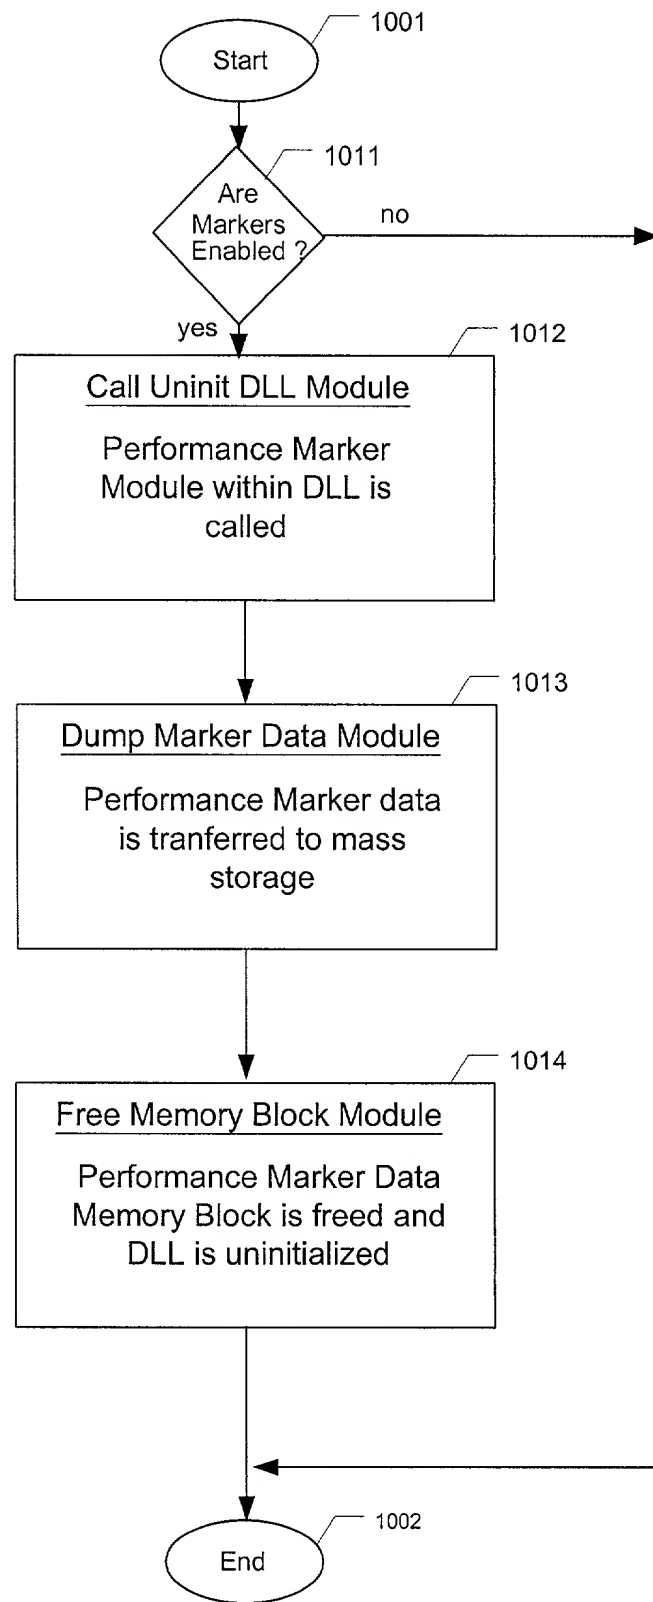 1001
Start
1011
Are
Markers
Enabled ?
no
yes
1012
Call Uninit DLL Module
Performance Marker
Module within DLL is
called
1013
Dump Marker Data Module
Performance Marker data
is tranferred to mass
storage
1014
Free Memory Block Module
Performance Marker Data
Memory Block is freed and
DLL is uninitialized
1002
End